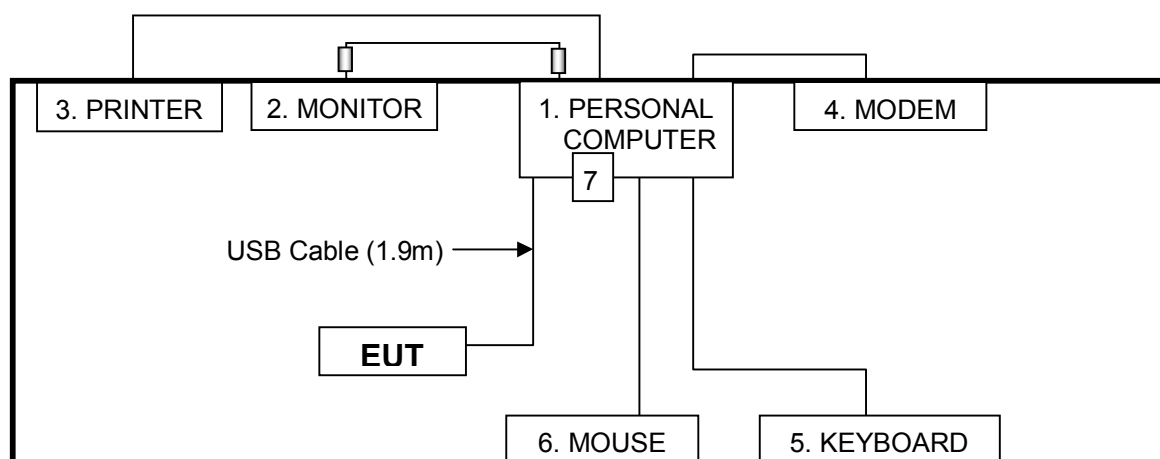 3. PRINTER
2. MONITOR
1. PERSONAL
COMPUTER
4. MODEM
7
USB Cable (1.9m)
EUT
6. MOUSE
5. KEYBOARD